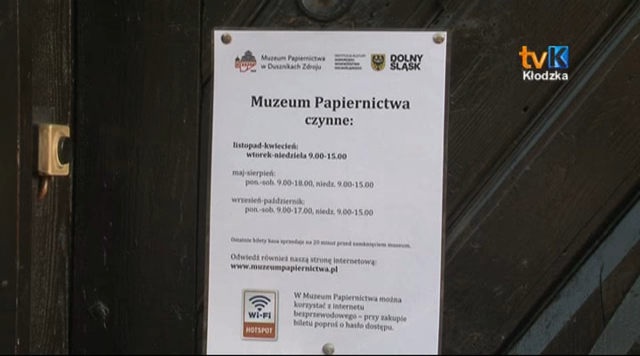 Muzeum Papiernictwa
w Dusznikach Zdroju
DOLNY
ŚLĄSK
tvK
Kłodzka
Muzeum Papiernictwa
czynne:
listopad-kwiecień:
wtorek-niedziela 9.00-15.00
maj-sierpień:
pon.-sob. 9.00-18.00, niedz. 9.00-15.00
wrzesień-październik:
pon.-sob. 9.00-17.00, niedz. 9.00-15.00
Ostatnie bilety kasa sprzedaje na 20 minut przed zamknięciem muzeum.
Odwiedź również naszą stronę internetową:
www.muzeumpapiernictwa.pl
Wi-Fi
HOTSPOT
W Muzeum Papiernictwa można
korzystać z internetu
bezprzewodowego – przy zakupie
biletu poproś o hasło dostępu.